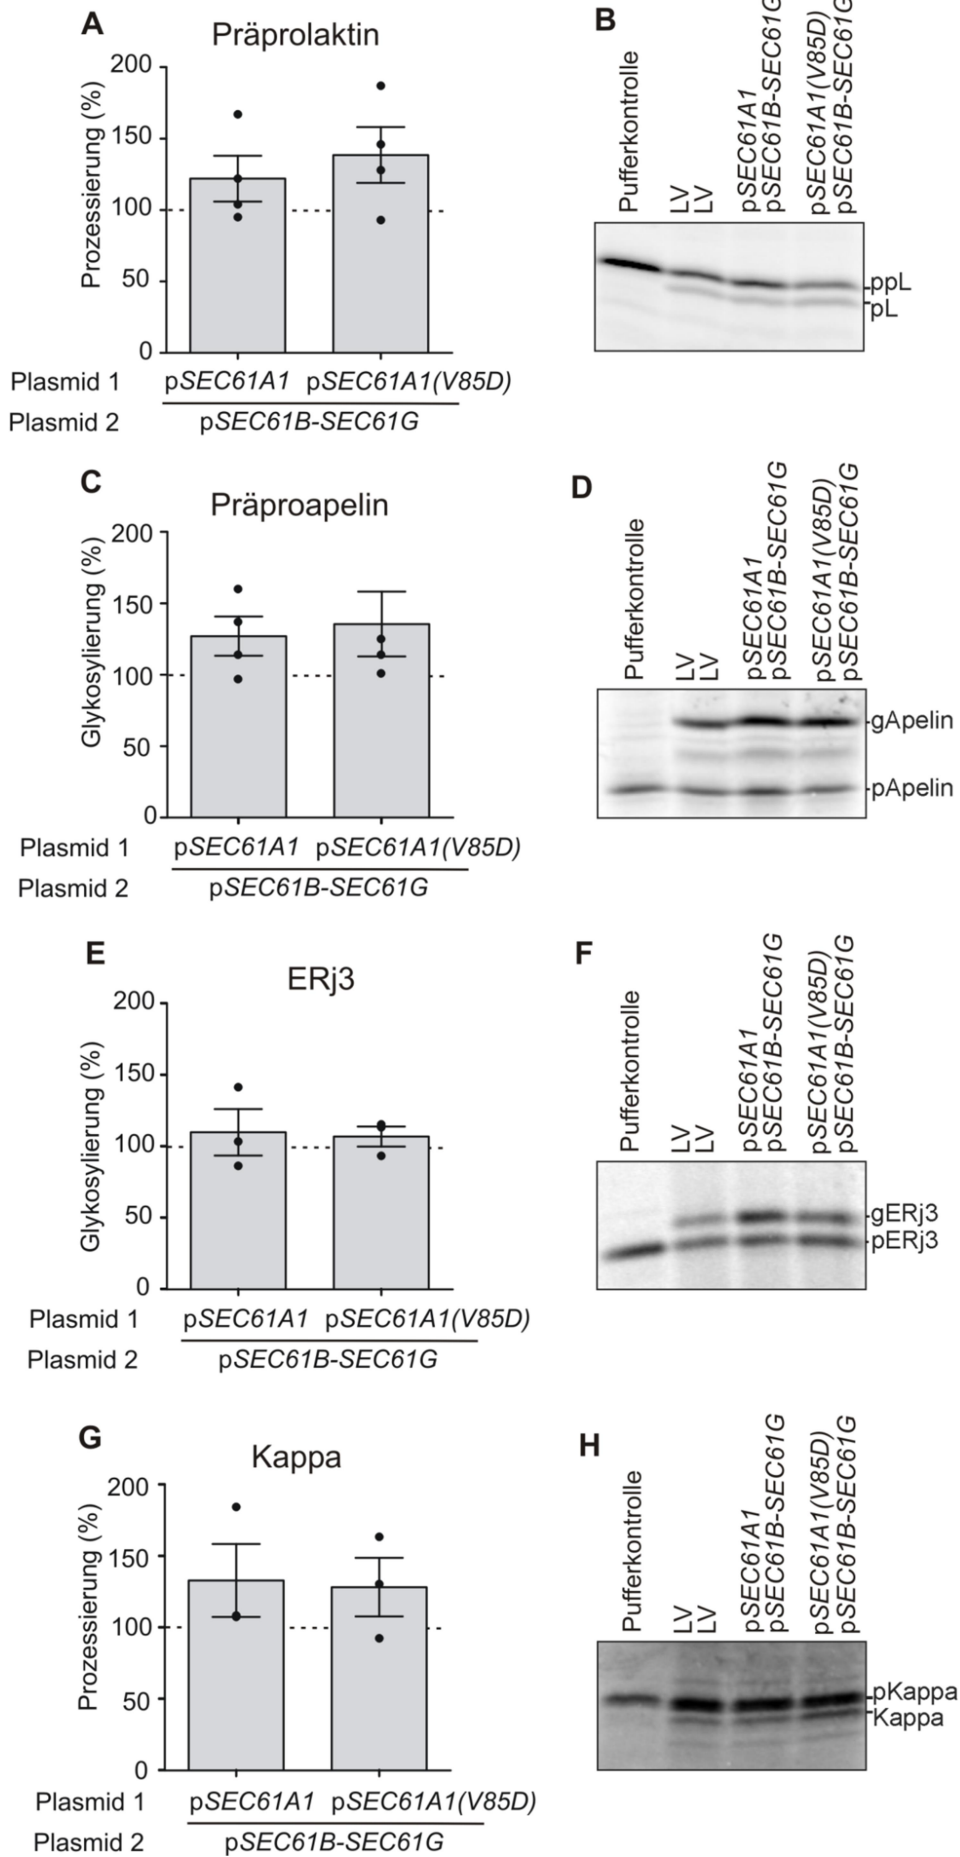 A
Präprolaktin
Prozessierung (%)
200
150
100
50
0
Plasmid 1 pSEC61A1 pSEC61A1(V85D)
Plasmid 2 pSEC61B-SEC61G
B
Pufferkontrolle
LV
LV
pSEC61A1
pSEC61B-SEC61G
pSEC61A1(V85D)
pSEC61B-SEC61G
ppL
pL
C
Präproapelin
Glykosylierung (%)
200
150
100
50
0
Plasmid 1 pSEC61A1 pSEC61A1(V85D)
Plasmid 2 pSEC61B-SEC61G
D
Pufferkontrolle
LV
LV
pSEC61A1
pSEC61B-SEC61G
pSEC61A1(V85D)
pSEC61B-SEC61G
gApelin
pApelin
E
ERj3
Glykosylierung (%)
200
150
100
50
0
Plasmid 1 pSEC61A1 pSEC61A1(V85D)
Plasmid 2 pSEC61B-SEC61G
F
Pufferkontrolle
LV
LV
pSEC61A1
pSEC61B-SEC61G
pSEC61A1(V85D)
pSEC61B-SEC61G
gERj3
pERj3
G
Kappa
Prozessierung (%)
200
150
100
50
0
Plasmid 1 pSEC61A1 pSEC61A1(V85D)
Plasmid 2 pSEC61B-SEC61G
H
Pufferkontrolle
LV
LV
pSEC61A1
pSEC61B-SEC61G
pSEC61A1(V85D)
pSEC61B-SEC61G
pKappa
Kappa